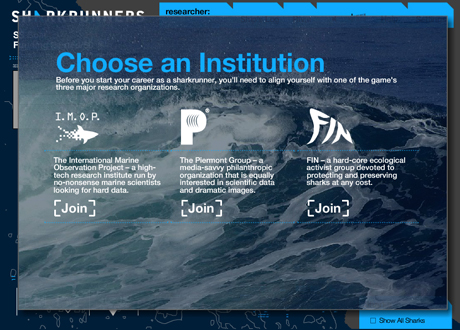 SHARKRUNNERS
researcher:
Choose an Institution
Before you start your career as a sharkrunner, you'll need to align yourself with one of the game's
three major research organizations.
I. M. O. P.
P
FIN
The International Marine
Observation Project – a high-
tech research institute run by
no-nonsense marine scientists
looking for hard data.
[Join]
The Piermont Group – a
media-savvy philanthropic
organization that is equally
interested in scientific data
and dramatic images.
[Join]
FIN – a hard-core ecological
activist group devoted to
protecting and preserving
sharks at any cost.
[Join]
Show All Sharks